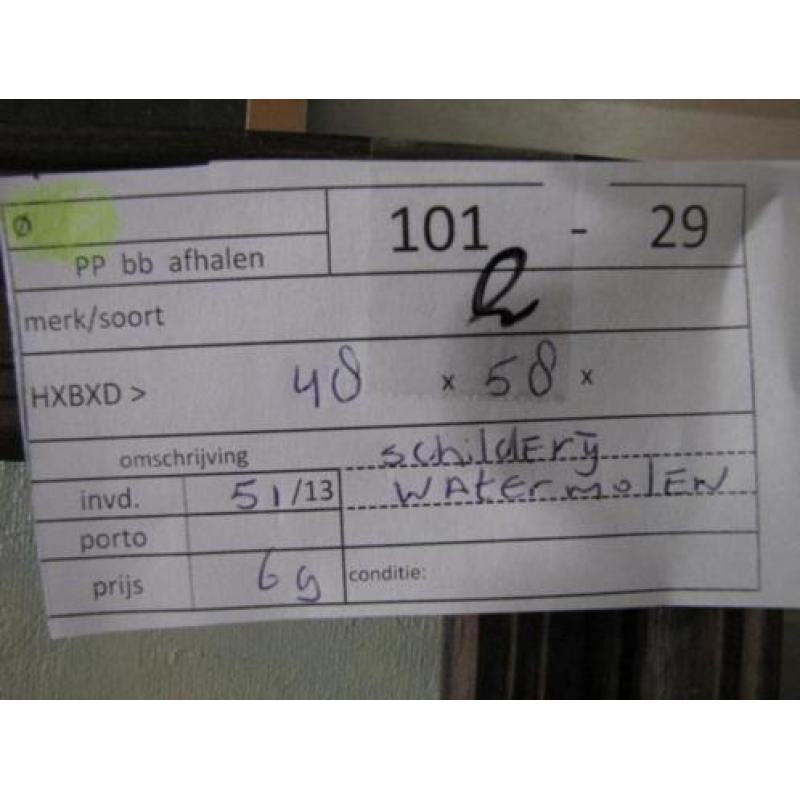 Ø
101 - 29
PP bb afhalen
merk/soort
HXBXD > 48 x 58 x
omschrijving schilderij
invd. 51/13 watermolen
porto
prijs 69 conditie: